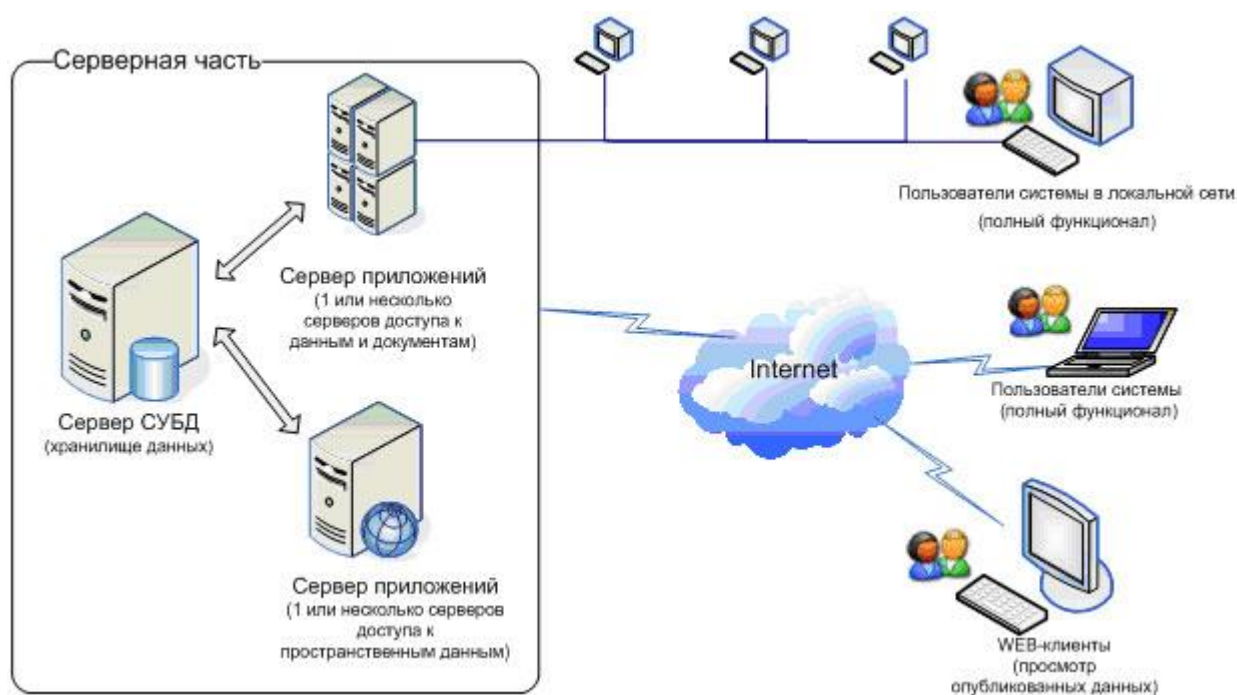 Серверная часть
Сервер приложений
(1 или несколько
серверов доступа к
данным и документам)
Сервер СУБД
(хранилище данных)
Сервер приложений
(1 или несколько серверов
доступа к
пространственным данным)
Пользователи системы в локальной сети
(полный функционал)
Internet
Пользователи системы
(полный функционал)
WEB-клиенты
(просмотр
опубликованных данных)